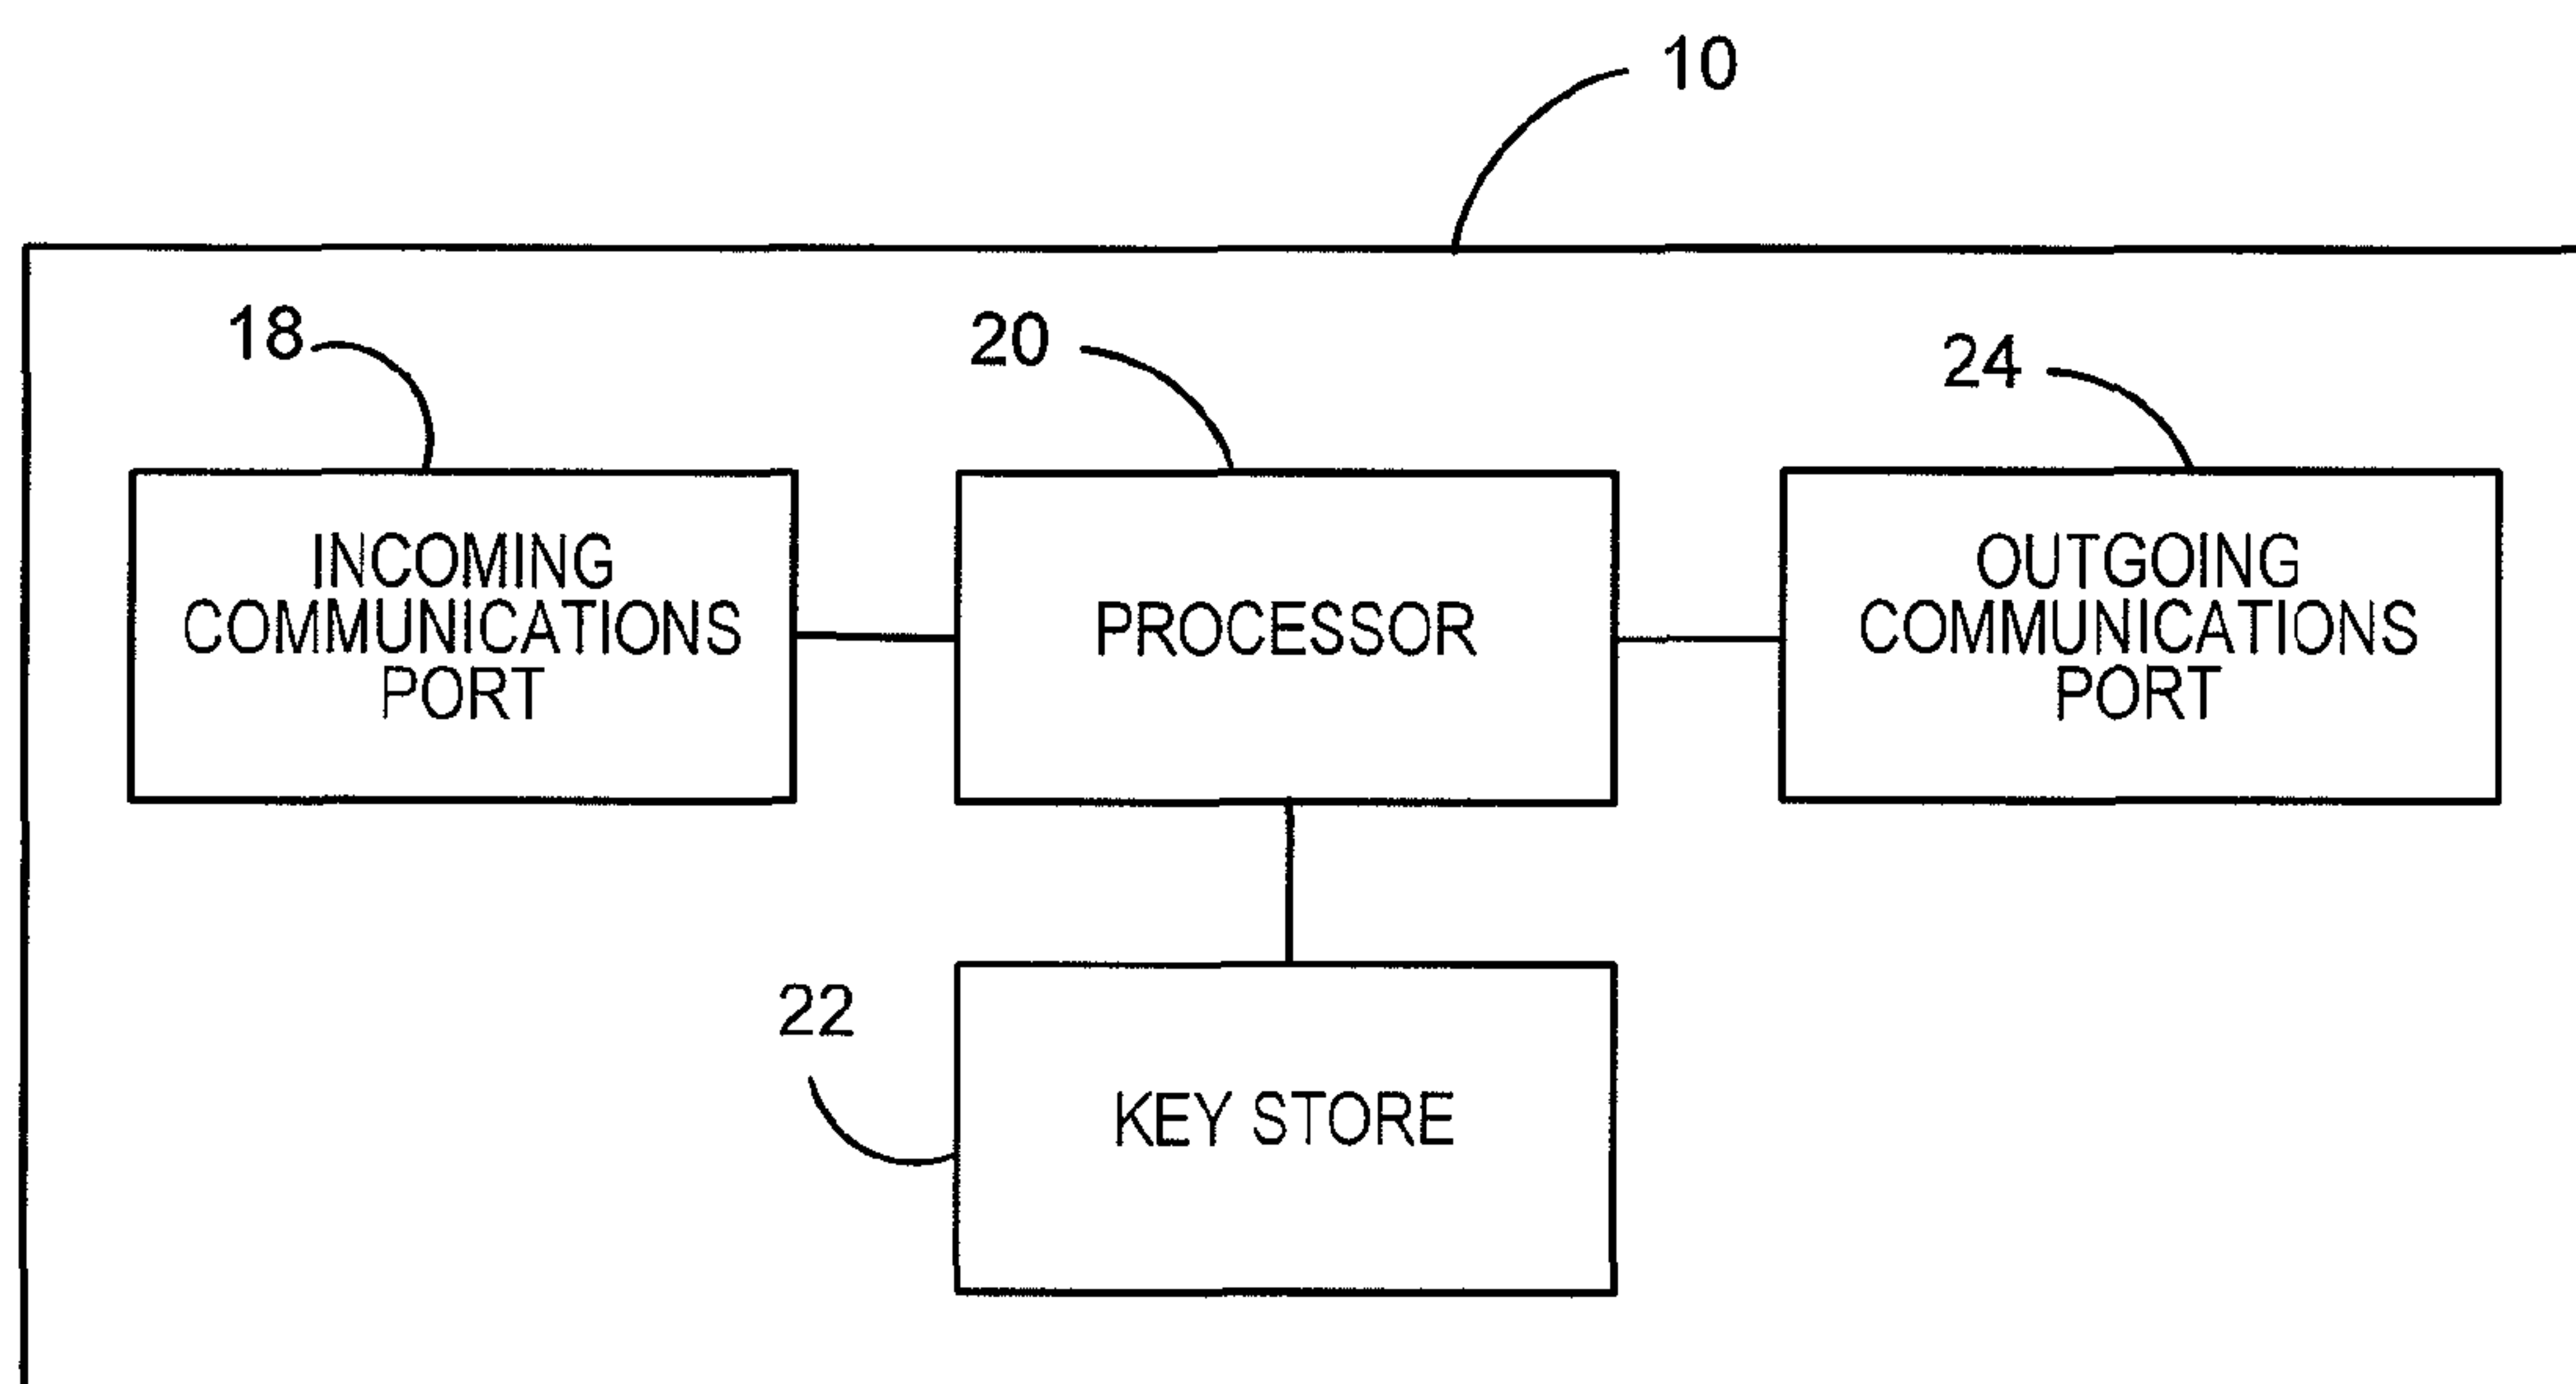 10
18
20
24
INCOMING
COMMUNICATIONS
PORT
PROCESSOR
OUTGOING
COMMUNICATIONS
PORT
22
KEY STORE